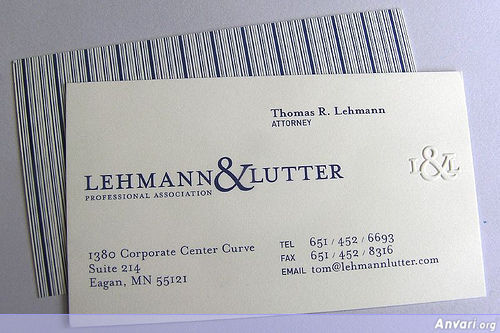 Thomas R. Lehmann
ATTORNEY
LEHMANN&LUTTER
PROFESSIONAL ASSOCIATION
1380 Corporate Center Curve
Suite 214
Eagan, MN 55121
TEL 651 / 452 / 6693
FAX 651 / 452 / 8316
EMAIL tom@lehmannlutter.com
Anvari.org